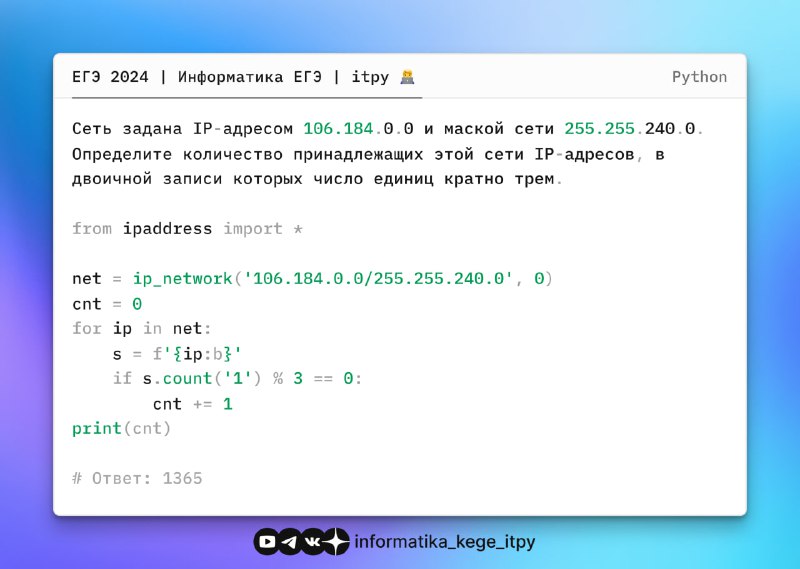 ЕГЭ 2024 | Информатика ЕГЭ | itpy 👨‍💻
Python
Сеть задана IP-адресом 106.184.0.0 и маской сети 255.255.240.0.
Определите количество принадлежащих этой сети IP-адресов, в
двоичной записи которых число единиц кратно трем.
from ipaddress import *
net = ip_network('106.184.0.0/255.255.240.0', 0)
cnt = 0
for ip in net:
    s = f'{ip:b}'
    if s.count('1') % 3 == 0:
        cnt += 1
print(cnt)
# Ответ: 1365
informatika_kege_itpy